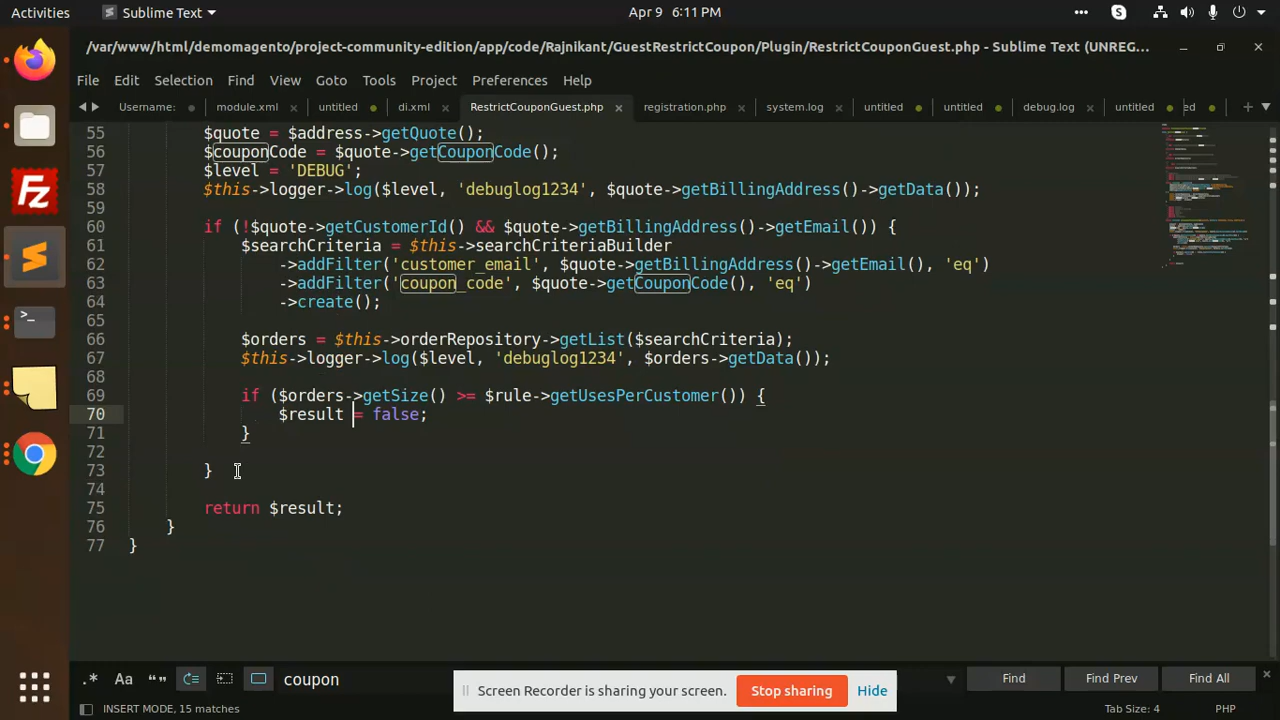 Activities
Sublime Text
Apr 9 6:11 PM
/var/www/html/demomagento/project-community-edition/app/code/Rajnikant/GuestRestrictCoupon/Plugin/RestrictCouponGuest.php - Sublime Text (UNREG...
File Edit Selection Find View Goto Tools Project Preferences Help
Username: module.xml untitled di.xml RestrictCouponGuest.php registration.php system.log untitled untitled debug.log untitled ed
55 $quote = $address->getQuote();
56 $couponCode = $quote->getCouponCode();
57 $level = 'DEBUG';
58 $this->logger->log($level, 'debuglog1234', $quote->getBillingAddress()->getData());
59
60 if (!$quote->getCustomerId() && $quote->getBillingAddress()->getEmail()) {
61 $searchCriteria = $this->searchCriteriaBuilder
62 ->addFilter('customer_email', $quote->getBillingAddress()->getEmail(), 'eq')
63 ->addFilter('coupon_code', $quote->getCouponCode(), 'eq')
64 ->create();
65
66 $orders = $this->orderRepository->getList($searchCriteria);
67 $this->logger->log($level, 'debuglog1234', $orders->getData());
68
69 if ($orders->getSize() >= $rule->getUsesPerCustomer()) {
70 $result = false;
71 }
72
73 }
74
75 return $result;
76 }
77 }
.* Aa “” coupon Find Find Prev Find All
Screen Recorder is sharing your screen. Stop sharing Hide
INSERT MODE, 15 matches
Tab Size: 4 PHP